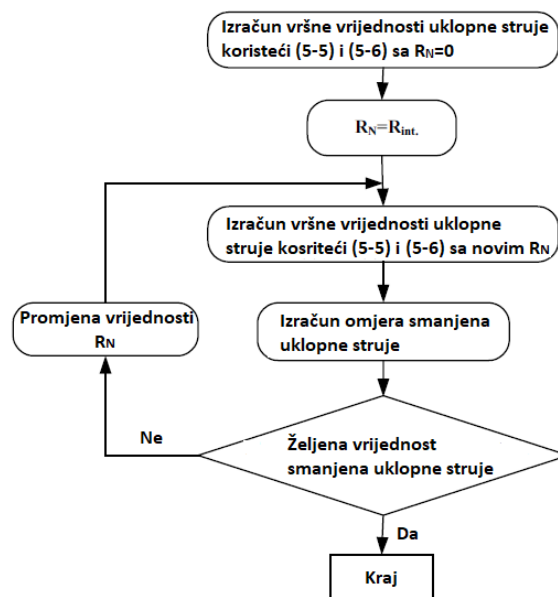 Izračun vršne vrijednosti uklopne struje
koristeći (5-5) i (5-6) sa RN=0
RN=Rint.
Izračun vršne vrijednosti uklopne
struje kosriteći (5-5) i (5-6) sa novim RN
Promjena vrijednosti
RN
Izračun omjera smanjena
uklopne struje
Ne
Željena vrijednost
smanjena uklopne struje
Da
Kraj